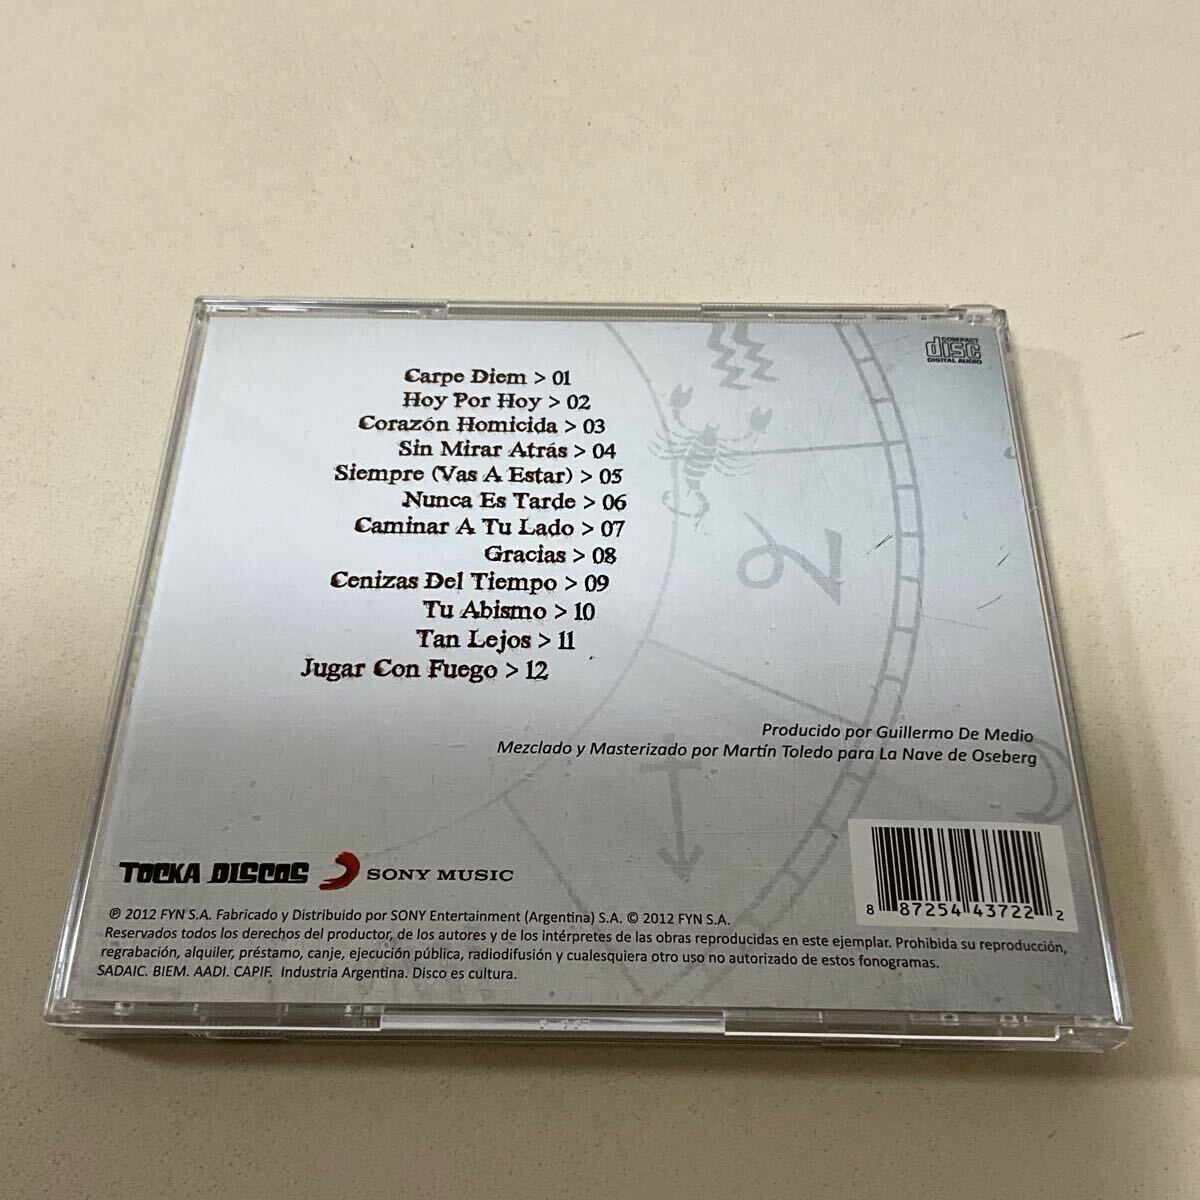 COMPACT
disc
DIGITAL AUDIO
Carpe Diem > 01
Hoy Por Hoy > 02
Corazón Homicida > 03
Sin Mirar Atrás > 04
Siempre (Vas A Estar) > 05
Nunca Es Tarde > 06
Caminar A Tu Lado > 07
Gracias > 08
Cenizas Del Tiempo > 09
Tu Abismo > 10
Tan Lejos > 11
Jugar Con Fuego > 12
Producido por Guillermo De Medio
Mezclado y Masterizado por Martín Toledo para La Nave de Oseberg
TOCKA DISCOS
SONY MUSIC
8 87254 43722 2
℗ 2012 FYN S.A. Fabricado y Distribuido por SONY Entertainment (Argentina) S.A. © 2012 FYN S.A.
Reservados todos los derechos del productor, de los autores y de los intérpretes de las obras reproducidas en este ejemplar. Prohibida su reproducción,
regrabación, alquiler, préstamo, canje, ejecución pública, radiodifusión y cualesquiera otro uso no autorizado de estos fonogramas.
SADAIC. BIEM. AADI. CAPIF. Industria Argentina. Disco es cultura.